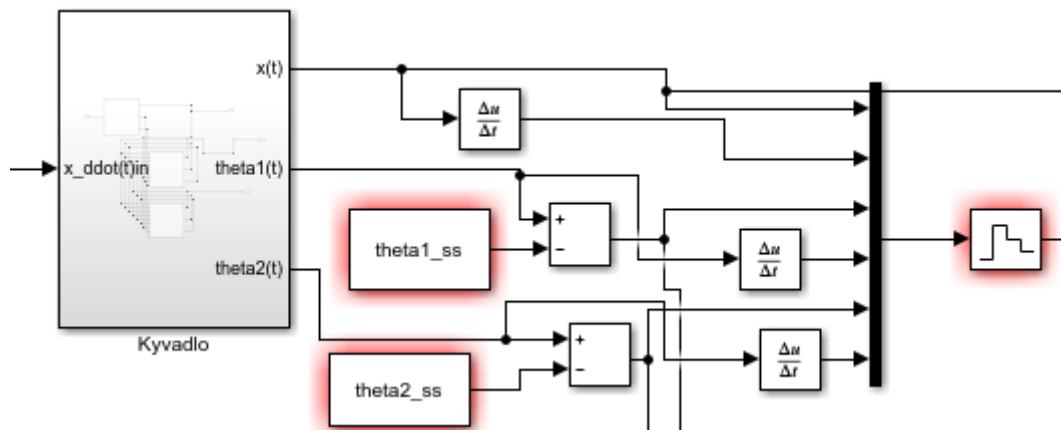 x(t)
Δu
Δt
x_ddot(t)in
theta1(t)
+
−
theta1_ss
Δu
Δt
theta2(t)
+
−
theta2_ss
Δu
Δt
Kyvadlo